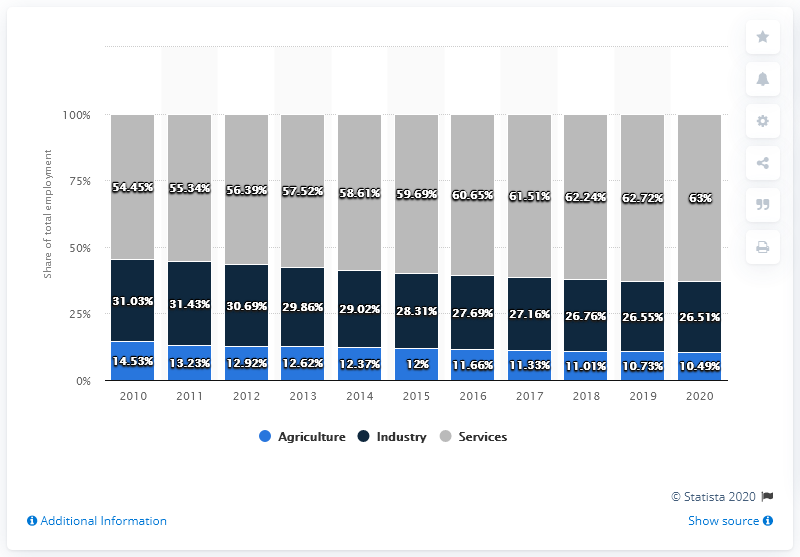 Share of total employment
100%
75%
50%
25%
0%
54.45% 55.34% 56.39% 57.52% 58.61% 59.69% 60.65% 61.51% 62.24% 62.72% 63%
31.03% 31.43% 30.69% 29.86% 29.02% 28.31% 27.69% 27.16% 26.76% 26.55% 26.51%
14.53% 13.23% 12.92% 12.62% 12.37% 12% 11.66% 11.33% 11.01% 10.73% 10.49%
2010 2011 2012 2013 2014 2015 2016 2017 2018 2019 2020
Agriculture Industry Services
© Statista 2020
Additional Information Show source